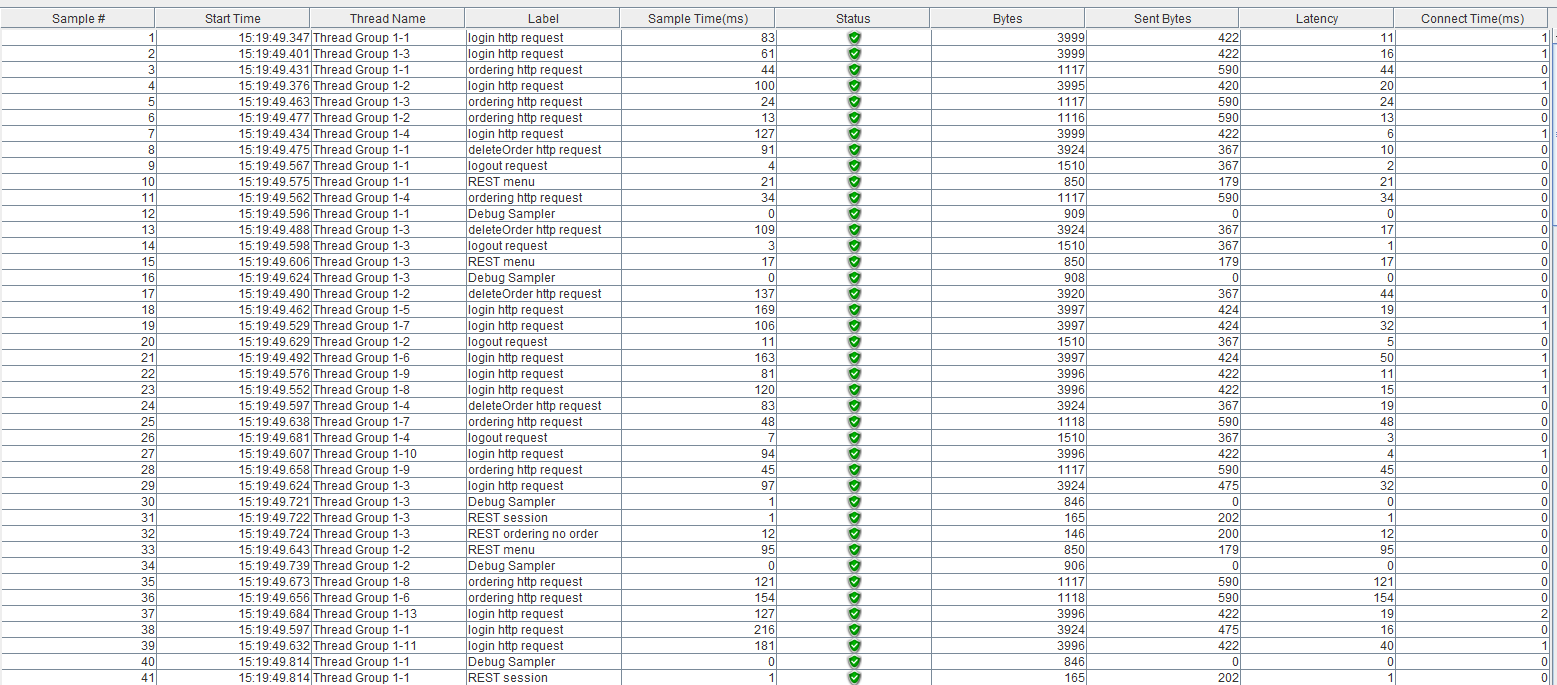 Sample # Start Time Thread Name Label Sample Time(ms) Status Bytes Sent Bytes Latency Connect Time(ms)
1 15:19:49.347 Thread Group 1-1 login http request 83 3999 422 11 1
2 15:19:49.401 Thread Group 1-3 login http request 61 3999 422 16 1
3 15:19:49.431 Thread Group 1-1 ordering http request 44 1117 590 44 0
4 15:19:49.376 Thread Group 1-2 login http request 100 3995 420 20 1
5 15:19:49.463 Thread Group 1-3 ordering http request 24 1117 590 24 0
6 15:19:49.477 Thread Group 1-2 ordering http request 13 1116 590 13 0
7 15:19:49.434 Thread Group 1-4 login http request 127 3999 422 6 1
8 15:19:49.475 Thread Group 1-1 deleteOrder http request 91 3924 367 10 0
9 15:19:49.567 Thread Group 1-1 logout request 4 1510 367 2 0
10 15:19:49.575 Thread Group 1-1 REST menu 21 850 179 21 0
11 15:19:49.562 Thread Group 1-4 ordering http request 34 1117 590 34 0
12 15:19:49.596 Thread Group 1-1 Debug Sampler 0 909 0 0 0
13 15:19:49.488 Thread Group 1-3 deleteOrder http request 109 3924 367 17 0
14 15:19:49.598 Thread Group 1-3 logout request 3 1510 367 1 0
15 15:19:49.606 Thread Group 1-3 REST menu 17 850 179 17 0
16 15:19:49.624 Thread Group 1-3 Debug Sampler 0 908 0 0 0
17 15:19:49.490 Thread Group 1-2 deleteOrder http request 137 3920 367 44 0
18 15:19:49.462 Thread Group 1-5 login http request 169 3997 424 19 1
19 15:19:49.529 Thread Group 1-7 login http request 106 3997 424 32 1
20 15:19:49.629 Thread Group 1-2 logout request 11 1510 367 5 0
21 15:19:49.492 Thread Group 1-6 login http request 163 3997 424 50 1
22 15:19:49.576 Thread Group 1-9 login http request 81 3996 422 11 1
23 15:19:49.552 Thread Group 1-8 login http request 120 3996 422 15 1
24 15:19:49.597 Thread Group 1-4 deleteOrder http request 83 3924 367 19 0
25 15:19:49.638 Thread Group 1-7 ordering http request 48 1118 590 48 0
26 15:19:49.681 Thread Group 1-4 logout request 7 1510 367 3 0
27 15:19:49.607 Thread Group 1-10 login http request 94 3996 422 4 1
28 15:19:49.658 Thread Group 1-9 ordering http request 45 1117 590 45 0
29 15:19:49.624 Thread Group 1-3 login http request 97 3924 475 32 0
30 15:19:49.721 Thread Group 1-3 Debug Sampler 1 846 0 0 0
31 15:19:49.722 Thread Group 1-3 REST session 1 165 202 1 0
32 15:19:49.724 Thread Group 1-3 REST ordering no order 12 146 200 12 0
33 15:19:49.643 Thread Group 1-2 REST menu 95 850 179 95 0
34 15:19:49.739 Thread Group 1-2 Debug Sampler 0 906 0 0 0
35 15:19:49.673 Thread Group 1-8 ordering http request 121 1117 590 121 0
36 15:19:49.656 Thread Group 1-6 ordering http request 154 1118 590 154 0
37 15:19:49.684 Thread Group 1-13 login http request 127 3996 422 19 2
38 15:19:49.597 Thread Group 1-1 login http request 216 3924 475 16 0
39 15:19:49.632 Thread Group 1-11 login http request 181 3996 422 40 1
40 15:19:49.814 Thread Group 1-1 Debug Sampler 0 846 0 0 0
41 15:19:49.814 Thread Group 1-1 REST session 1 165 202 1 0